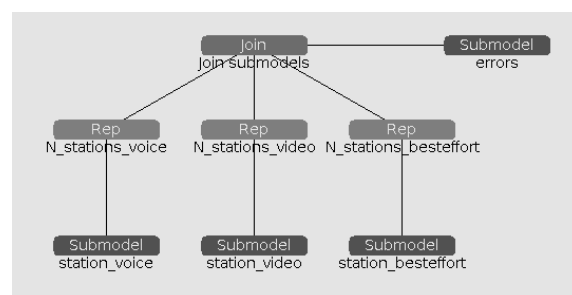 Join
Join submodels
Submodel
errors
Rep
N_stations_voice
Rep
N_stations_video
Rep
N_stations_besteffort
Submodel
station_voice
Submodel
station_video
Submodel
station_besteffort